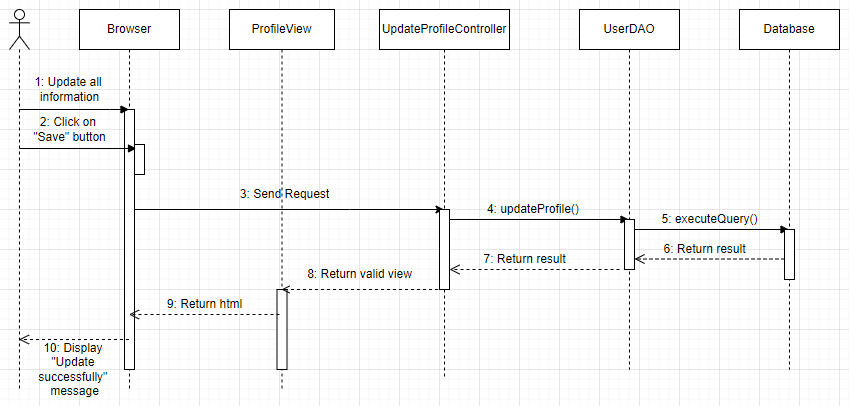 Browser
ProfileView
UpdateProfileController
UserDAO
Database
1: Update all
information
2: Click on
"Save" button
3: Send Request
4: updateProfile()
5: executeQuery()
6: Return result
7: Return result
8: Return valid view
9: Return html
10: Display
"Update
successfully"
message